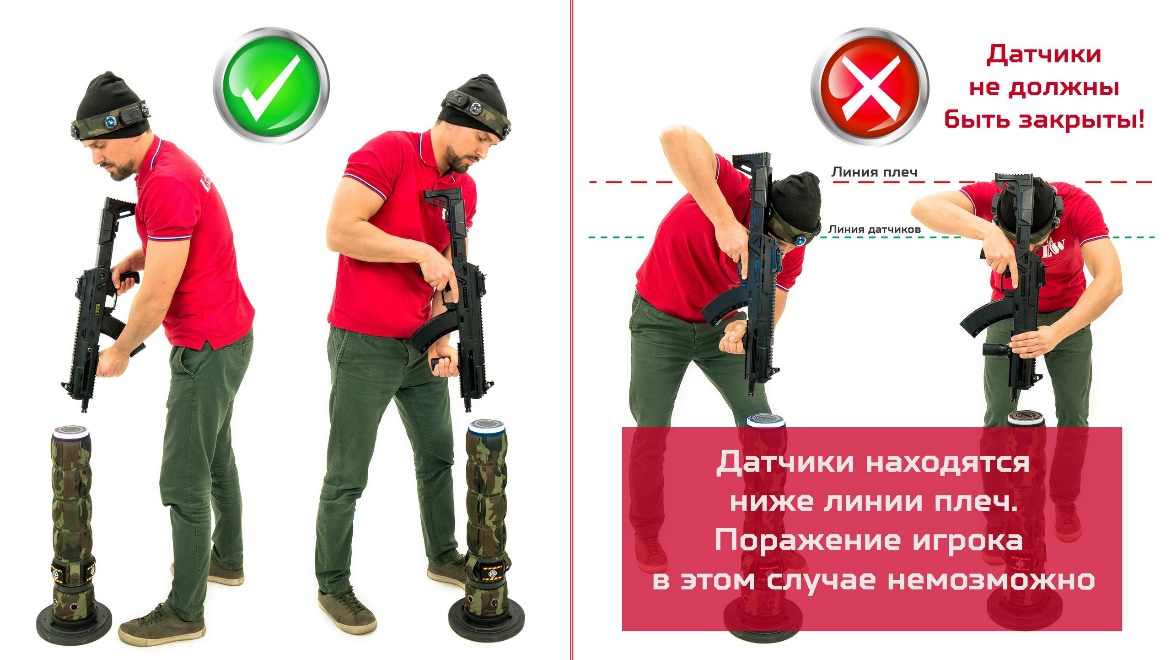 Датчики
не должны
быть закрыты!
Линия плеч
Линия датчиков
Датчики находятся
ниже линии плеч.
Поражение игрока
в этом случае немозможно